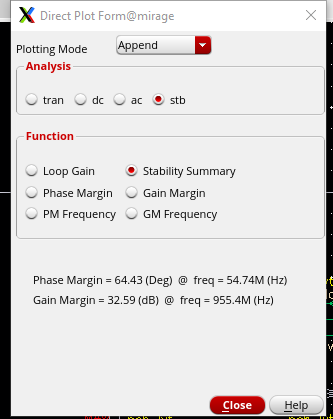 Direct Plot Form@mirage
Plotting Mode Append
Analysis
tran dc ac stb
Function
Loop Gain Stability Summary
Phase Margin Gain Margin
PM Frequency GM Frequency
Phase Margin = 64.43 (Deg) @ freq = 54.74M (Hz)
Gain Margin = 32.59 (dB) @ freq = 955.4M (Hz)
Close Help